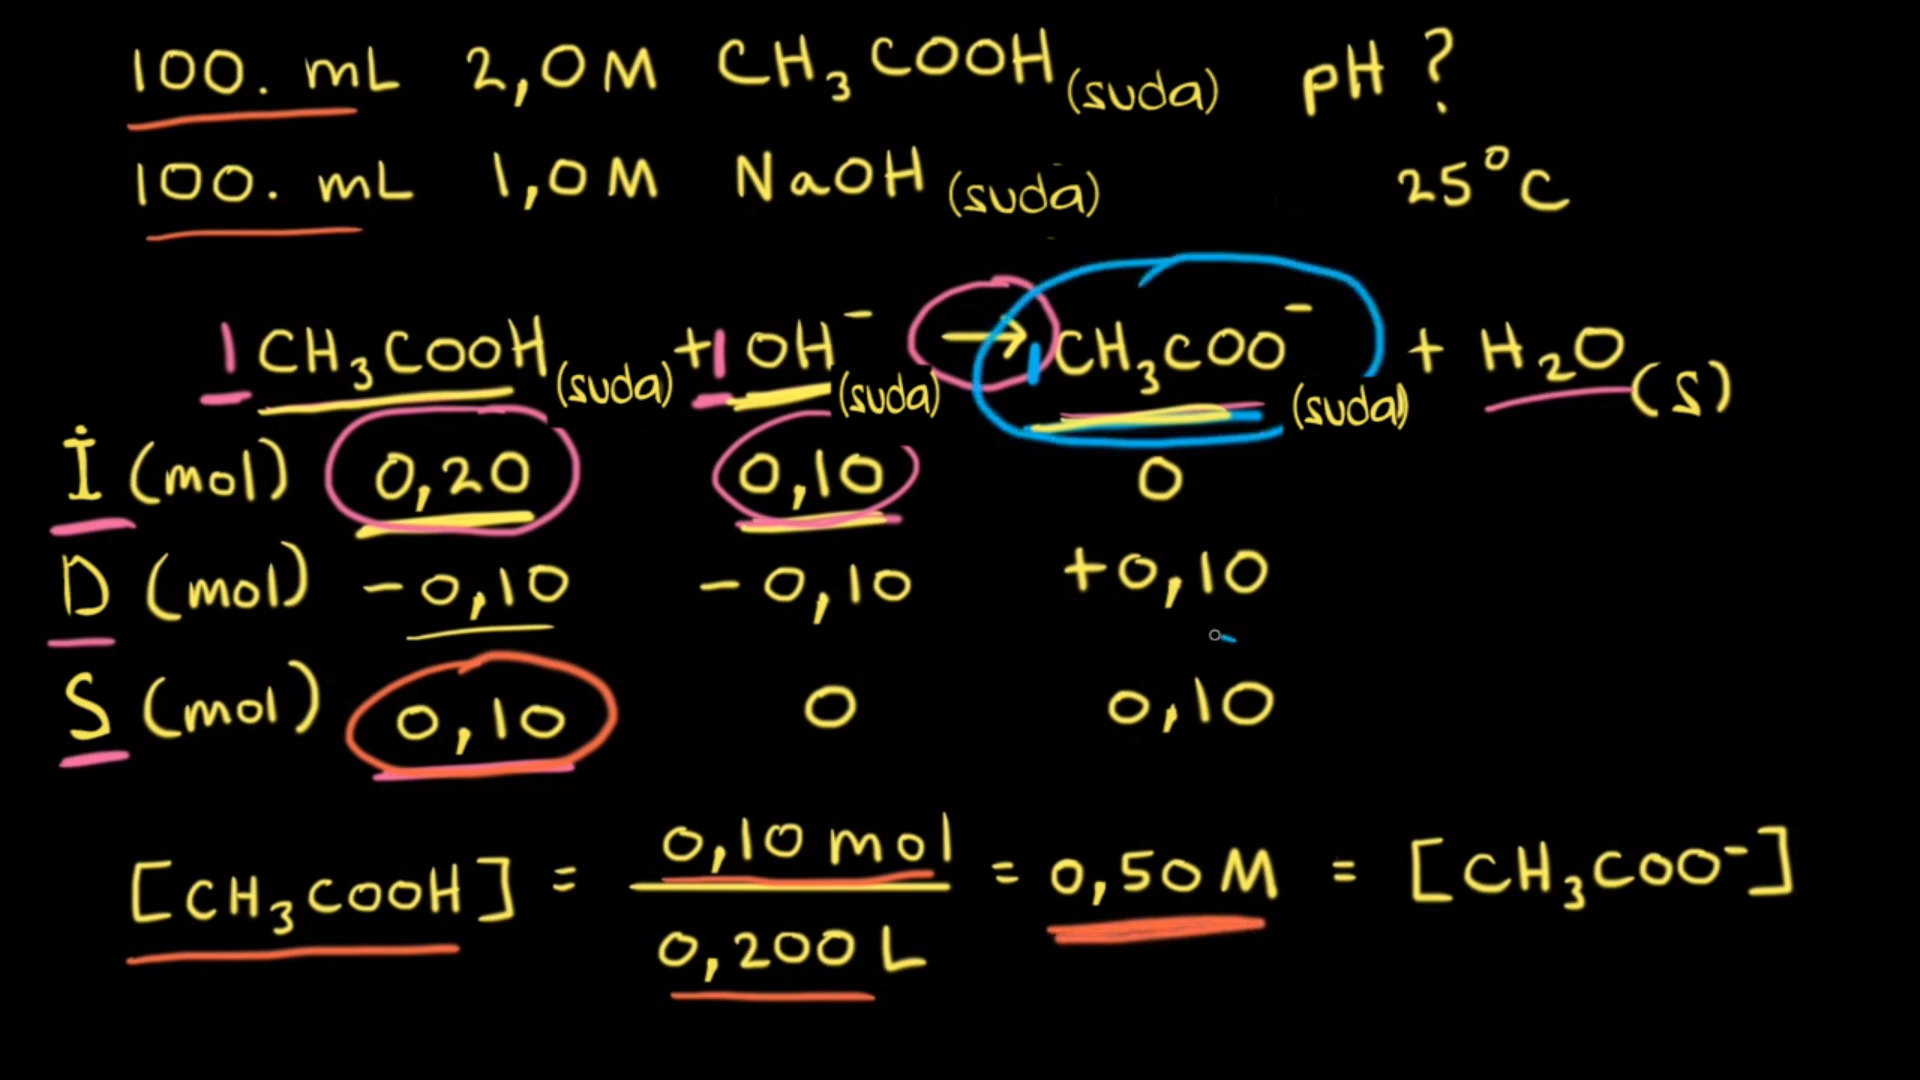 100. mL 2,0 M CH₃COOH (suda) pH ?
100. mL 1,0 M NaOH (suda) 25°C
1 CH₃COOH (suda) + 1 OH⁻ (suda) → 1 CH₃COO⁻ (suda) + H₂O (S)
İ (mol) 0,20 0,10 0
D (mol) -0,10 -0,10 +0,10
S (mol) 0,10 0 0,10
[CH₃COOH] = 0,10 mol / 0,200 L = 0,50 M = [CH₃COO⁻]